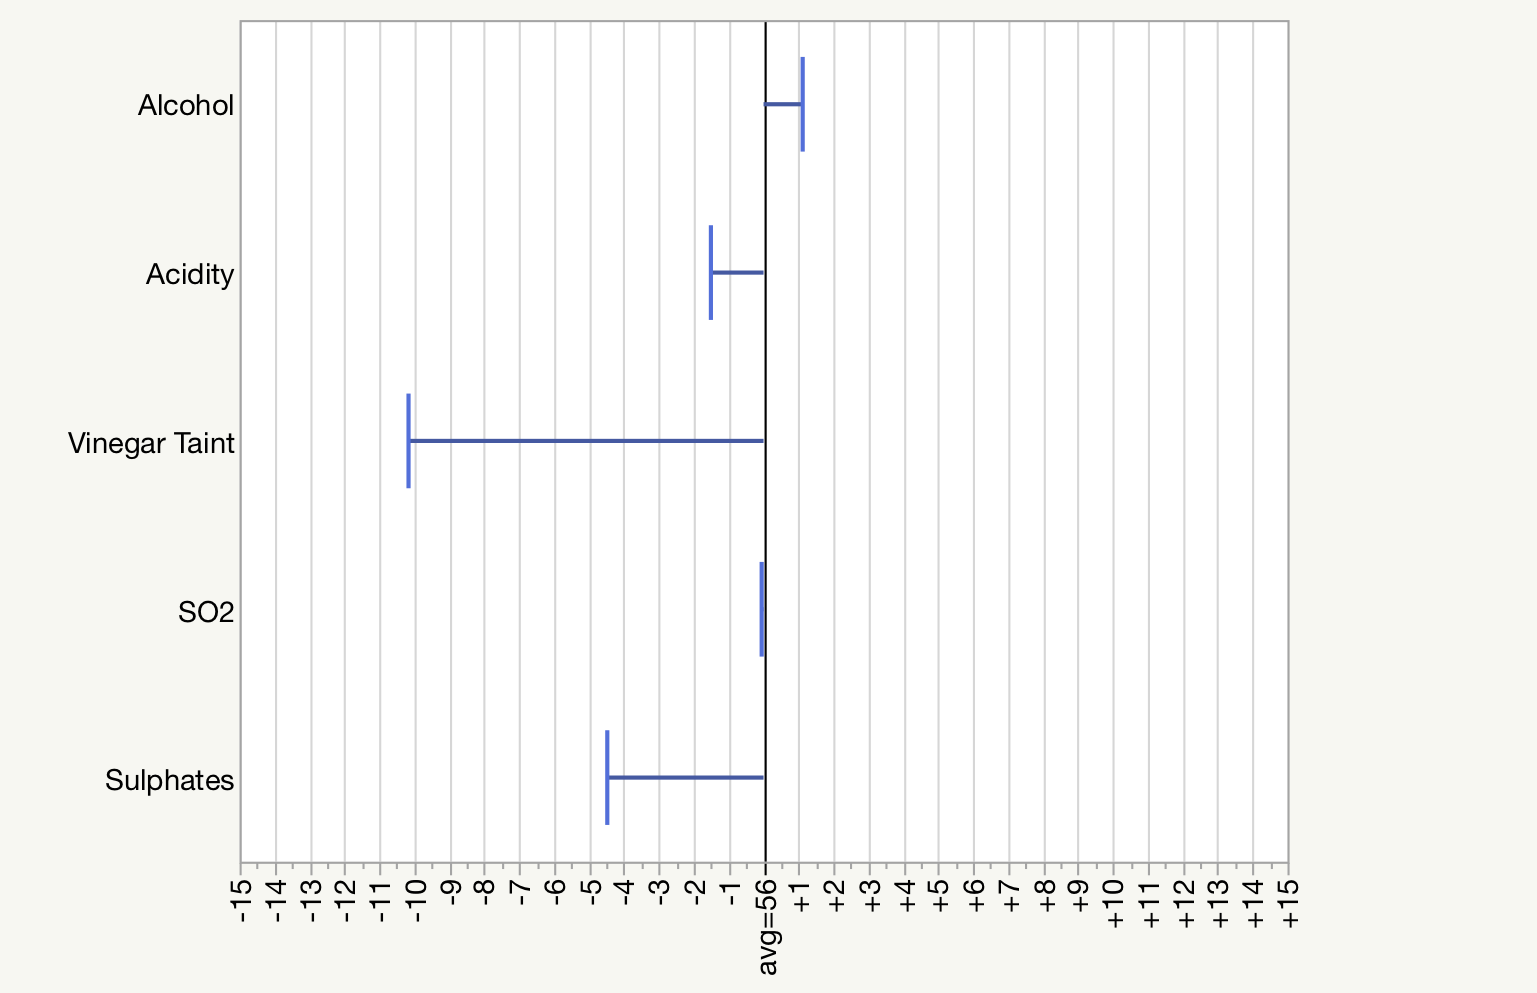 Alcohol
Acidity
Vinegar Taint
SO2
Sulphates
-15 -14 -13 -12 -11 -10 -9 -8 -7 -6 -5 -4 -3 -2 -1 avg=56 +1 +2 +3 +4 +5 +6 +7 +8 +9 +10 +11 +12 +13 +14 +15